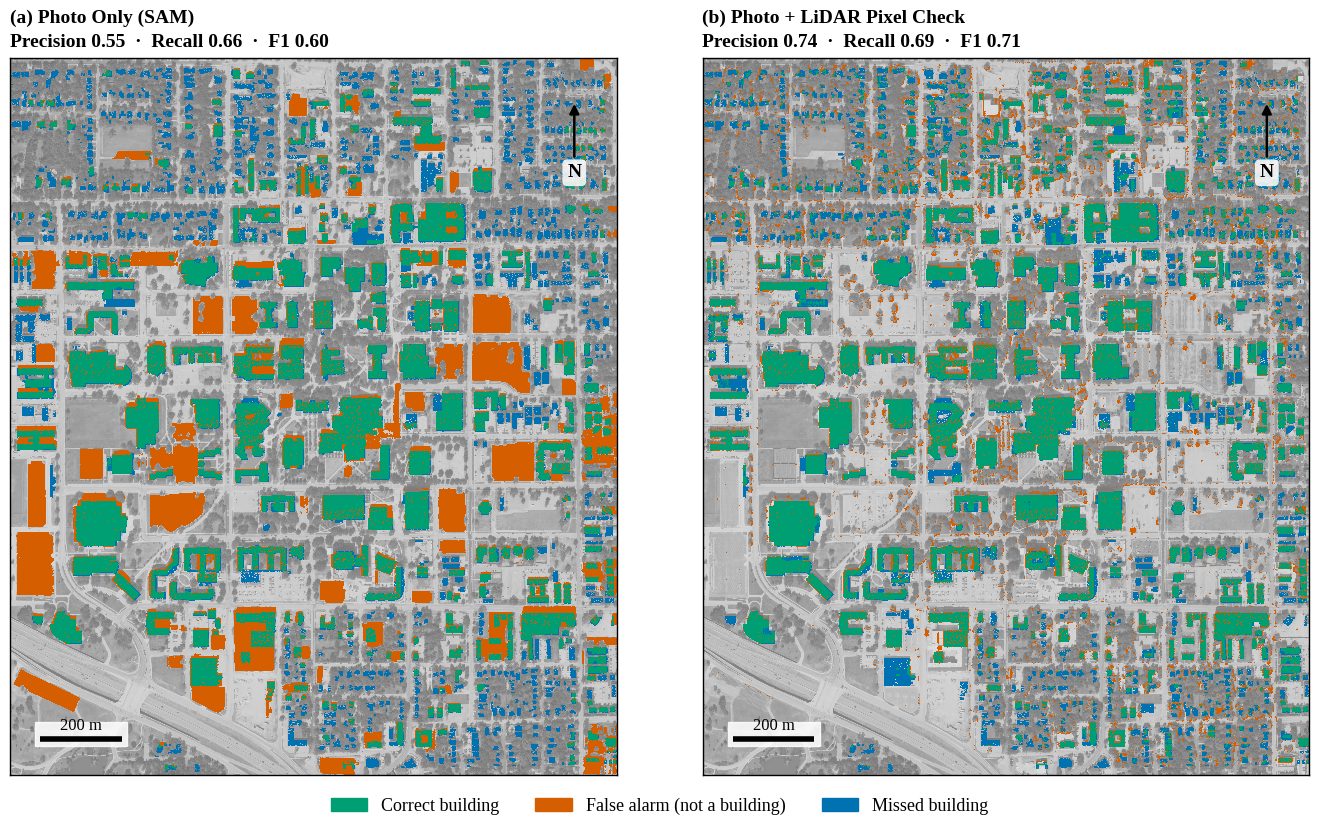 (a) Photo Only (SAM)
Precision 0.55 · Recall 0.66 · F1 0.60
(b) Photo + LiDAR Pixel Check
Precision 0.74 · Recall 0.69 · F1 0.71
N
N
200 m
200 m
Correct building
False alarm (not a building)
Missed building